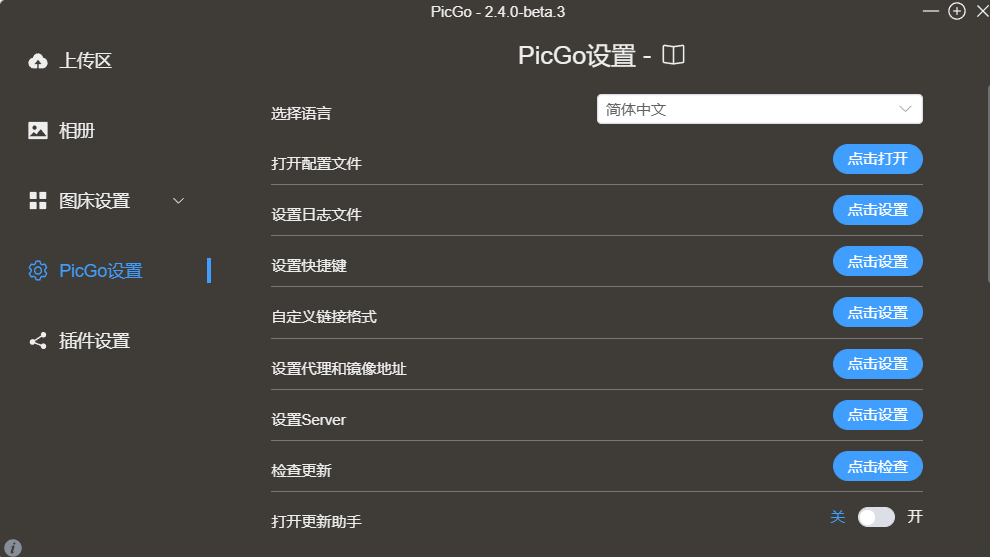 PicGo - 2.4.0-beta.3
上传区
相册
图床设置
PicGo设置
插件设置
PicGo设置 -
选择语言
简体中文
打开配置文件
点击打开
设置日志文件
点击设置
设置快捷键
点击设置
自定义链接格式
点击设置
设置代理和镜像地址
点击设置
设置Server
点击设置
检查更新
点击检查
打开更新助手
关
开